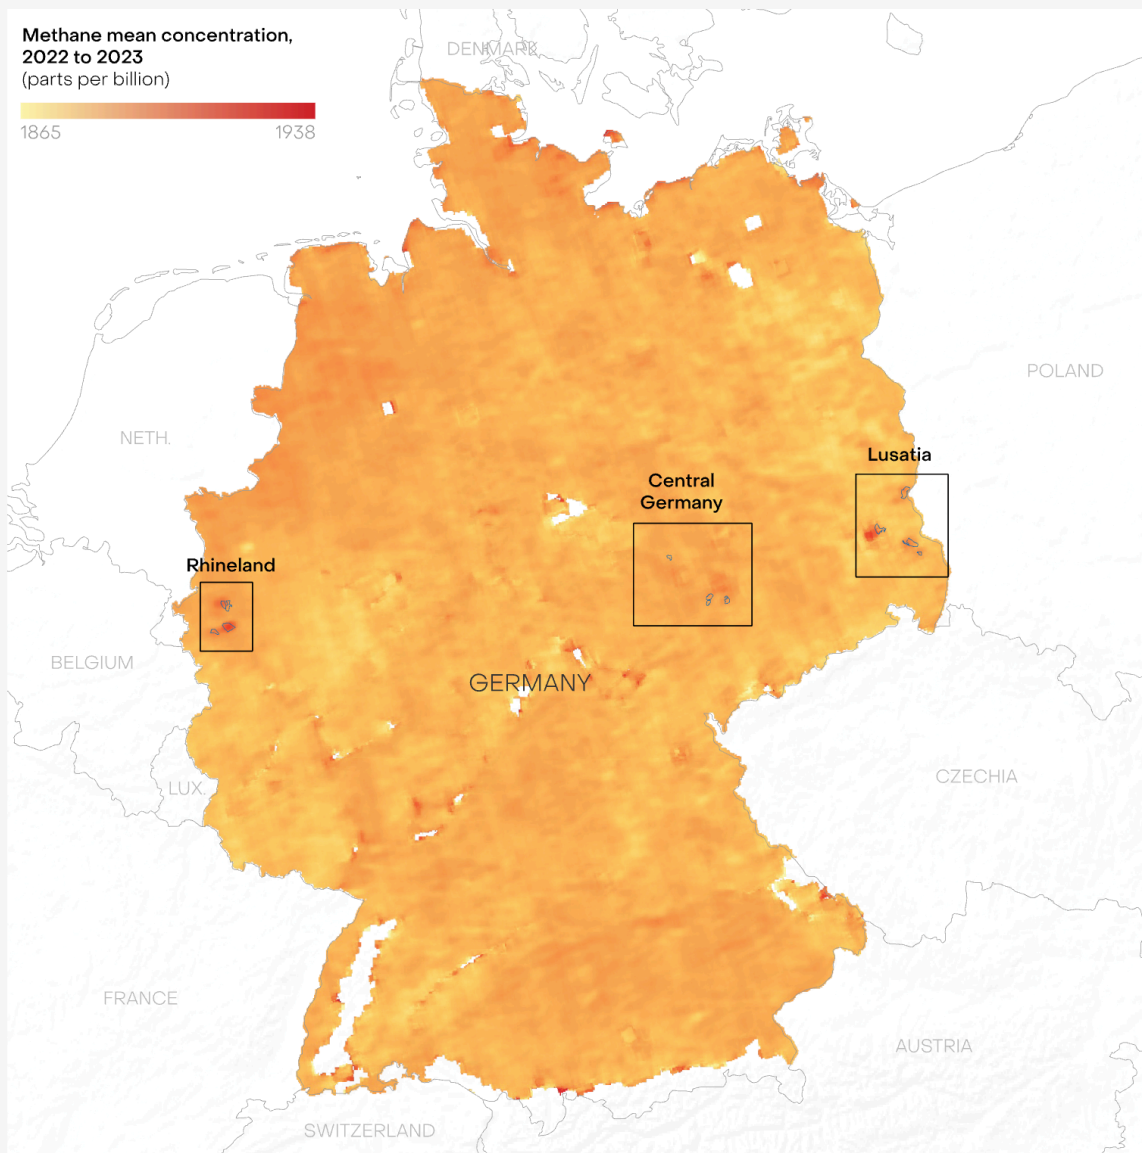 Methane mean concentration,
2022 to 2023
(parts per billion)
1865
1938
DENMARK
POLAND
NETH.
Lusatia
Central
Germany
Rhineland
BELGIUM
GERMANY
CZECHIA
LUX.
FRANCE
AUSTRIA
SWITZERLAND